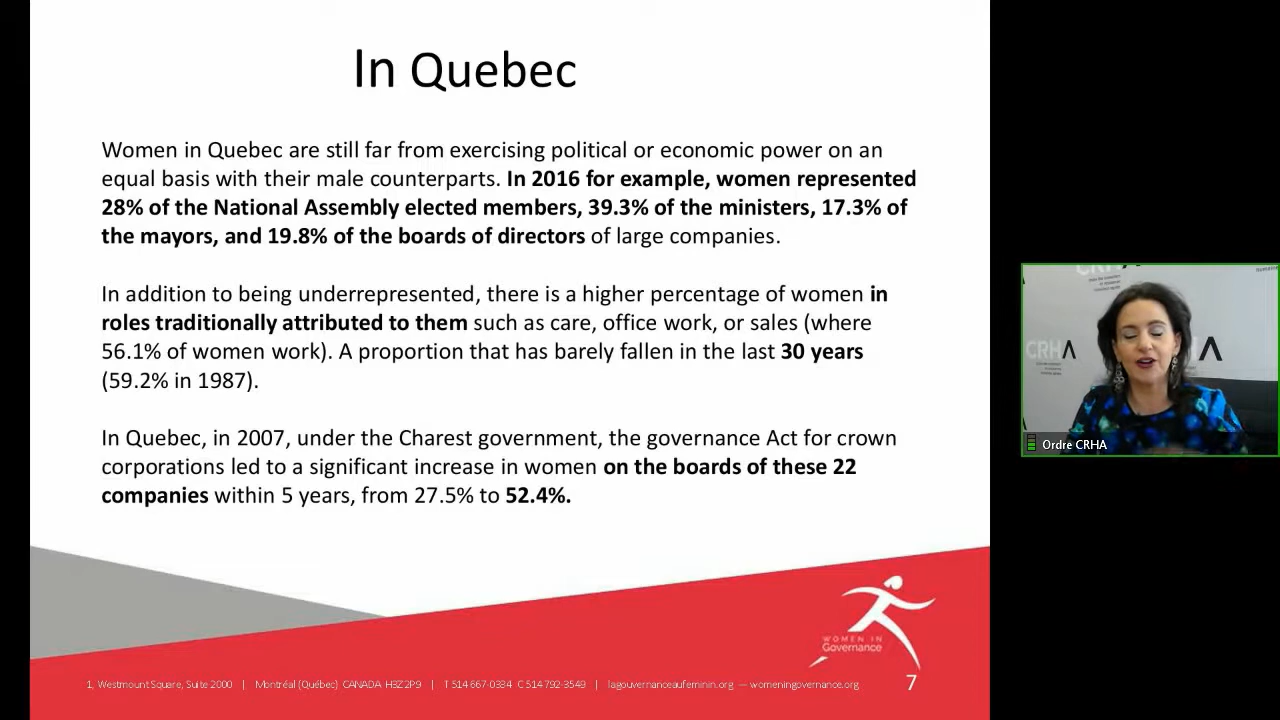 In Quebec
Women in Quebec are still far from exercising political or economic power on an
equal basis with their male counterparts. In 2016 for example, women represented
28% of the National Assembly elected members, 39.3% of the ministers, 17.3% of
the mayors, and 19.8% of the boards of directors of large companies.
In addition to being underrepresented, there is a higher percentage of women in
roles traditionally attributed to them such as care, office work, or sales (where
56.1% of women work). A proportion that has barely fallen in the last 30 years
(59.2% in 1987).
In Quebec, in 2007, under the Charest government, the governance Act for crown
corporations led to a significant increase in women on the boards of these 22
companies within 5 years, from 27.5% to 52.4%.
WOMEN IN
Governance
1, Westmount Square, Suite 2000 | Montréal (Québec) CANADA H3Z 2P9 | T 514 667-0384 C 514 792-3549 | lagouvernanceaufeminin.org — womeningovernance.org
7
CRHA
CRHA
Ordre CRHA